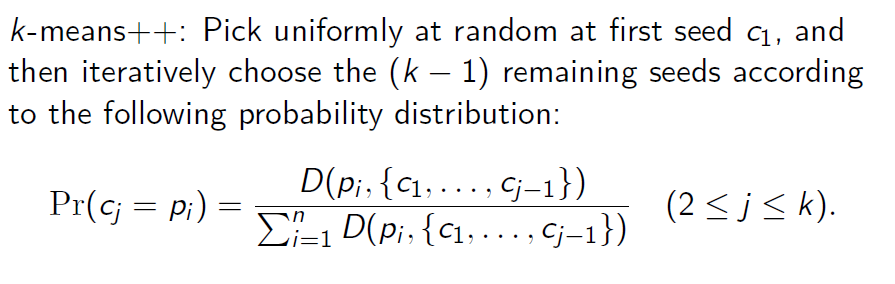 k-means++: Pick uniformly at random at first seed c₁, and
then iteratively choose the (k − 1) remaining seeds according
to the following probability distribution:
Pr(cⱼ = pᵢ) = D(pᵢ, {c₁, . . . , cⱼ₋₁}) / ∑ⁿᵢ₌₁ D(pᵢ, {c₁, . . . , cⱼ₋₁}) (2 ≤ j ≤ k).